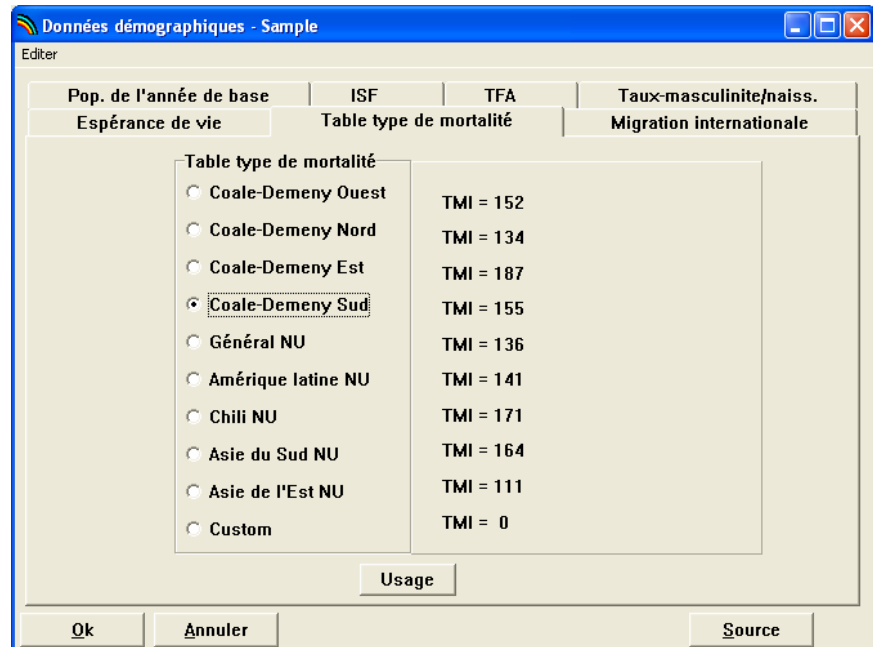 Données démographiques - Sample
Editer
Pop. de l'année de base ISF TFA Taux-masculinite/naiss.
Espérance de vie Table type de mortalité Migration internationale
Table type de mortalité
Coale-Demeny Ouest TMI = 152
Coale-Demeny Nord TMI = 134
Coale-Demeny Est TMI = 187
Coale-Demeny Sud TMI = 155
Général NU TMI = 136
Amérique latine NU TMI = 141
Chili NU TMI = 171
Asie du Sud NU TMI = 164
Asie de l'Est NU TMI = 111
Custom TMI = 0
Usage
Ok Annuler Source